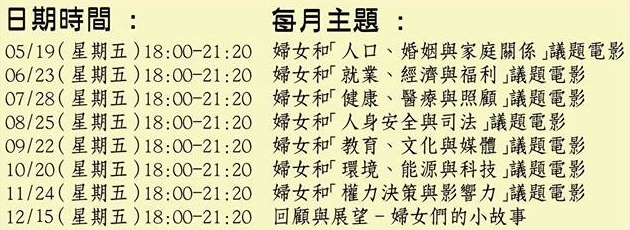 日期時間： 每月主題：
05/19(星期五)18:00-21:20 婦女和「人口、婚姻與家庭關係」議題電影
06/23(星期五)18:00-21:20 婦女和「就業、經濟與福利」議題電影
07/28(星期五)18:00-21:20 婦女和「健康、醫療與照顧」議題電影
08/25(星期五)18:00-21:20 婦女和「人身安全與司法」議題電影
09/22(星期五)18:00-21:20 婦女和「教育、文化與媒體」議題電影
10/20(星期五)18:00-21:20 婦女和「環境、能源與科技」議題電影
11/24(星期五)18:00-21:20 婦女和「權力決策與影響力」議題電影
12/15(星期五)18:00-21:20 回顧與展望－婦女們的小故事